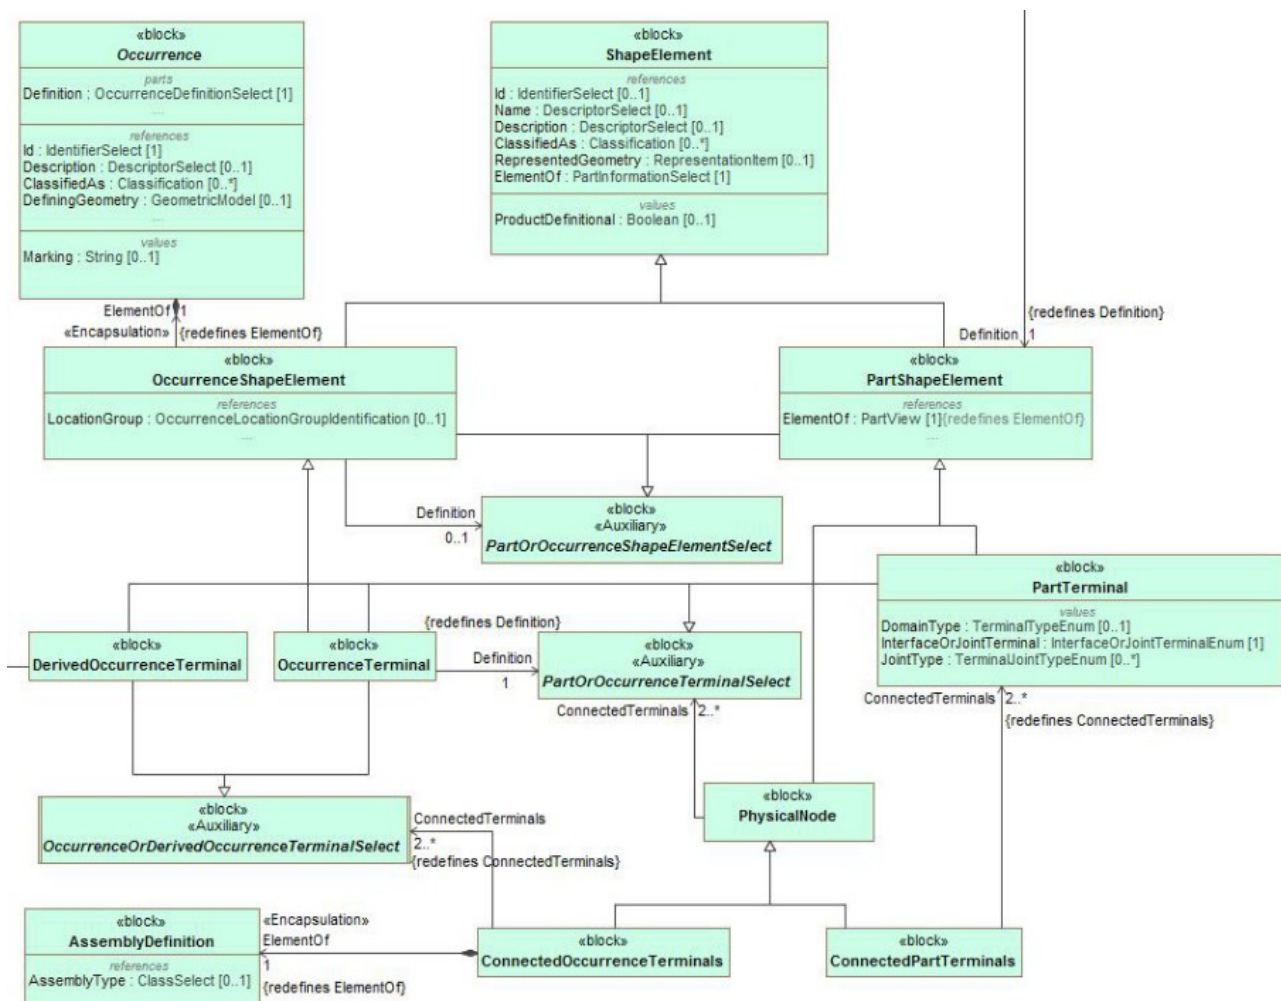 «block»
Occurrence
parts
Definition : OccurrenceDefinitionSelect [1]
...
references
Id : IdentifierSelect [1]
Description : DescriptorSelect [0..1]
ClassifiedAs : Classification [0..*]
DefiningGeometry : GeometricModel [0..1]
...
values
Marking : String [0..1]
«block»
ShapeElement
references
Id : IdentifierSelect [0..1]
Name : DescriptorSelect [0..1]
Description : DescriptorSelect [0..1]
ClassifiedAs : Classification [0..*]
RepresentedGeometry : RepresentationItem [0..1]
ElementOf : PartInformationSelect [1]
values
ProductDefinitional : Boolean [0..1]
ElementOf 1
«Encapsulation» {redefines ElementOf}
{redefines Definition}
Definition 1
«block»
OccurrenceShapeElement
references
LocationGroup : OccurrenceLocationGroupIdentification [0..1]
...
«block»
PartShapeElement
references
ElementOf : PartView [1]{redefines ElementOf}
...
Definition
0..1
«block»
«Auxiliary»
PartOrOccurrenceShapeElementSelect
«block»
PartTerminal
values
DomainType : TerminalTypeEnum [0..1]
InterfaceOrJointTerminal : InterfaceOrJointTerminalEnum [1]
JointType : TerminalJointTypeEnum [0..*]
«block»
DerivedOccurrenceTerminal
«block»
OccurrenceTerminal
{redefines Definition}
Definition
1
«block»
«Auxiliary»
PartOrOccurrenceTerminalSelect
ConnectedTerminals 2..*
ConnectedTerminals 2..*
{redefines ConnectedTerminals}
«block»
PhysicalNode
«block»
«Auxiliary»
OccurrenceOrDerivedOccurrenceTerminalSelect
ConnectedTerminals
2..*
{redefines ConnectedTerminals}
«block»
AssemblyDefinition
references
AssemblyType : ClassSelect [0..1]
«Encapsulation»
ElementOf
1
{redefines ElementOf}
«block»
ConnectedOccurrenceTerminals
«block»
ConnectedPartTerminals